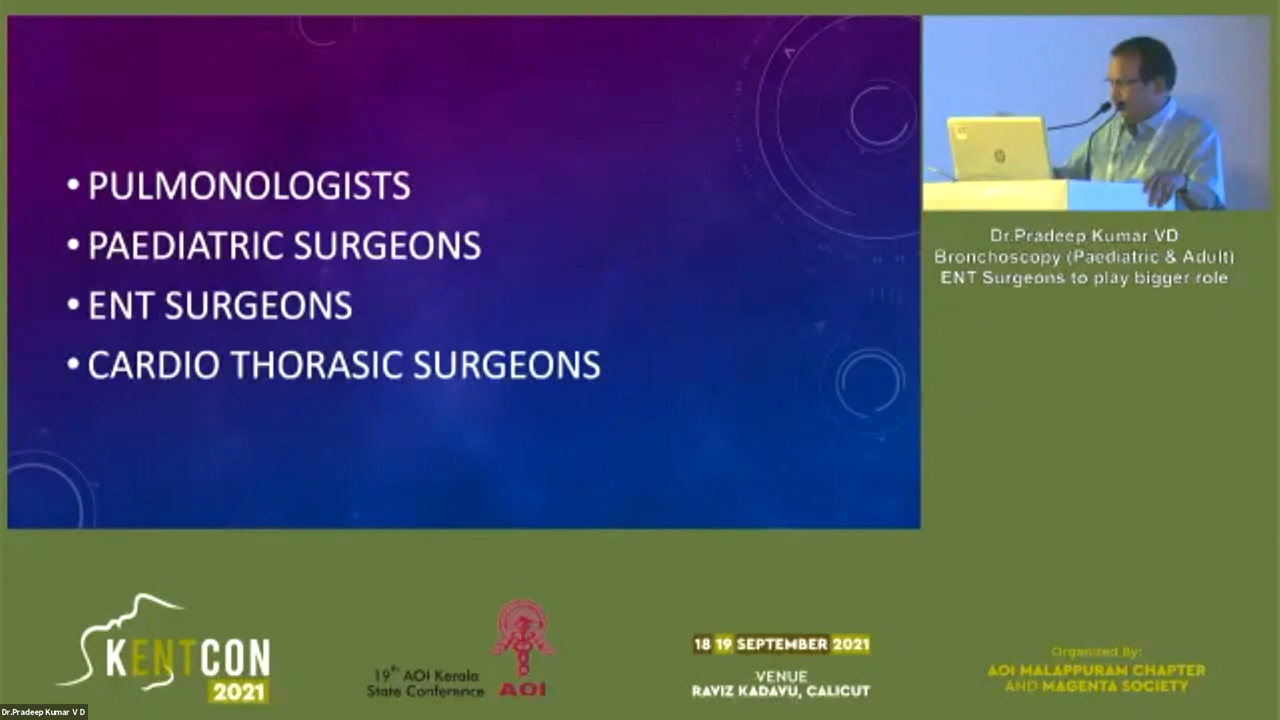 • PULMONOLOGISTS
• PAEDIATRIC SURGEONS
• ENT SURGEONS
• CARDIO THORASIC SURGEONS
Dr.Pradeep Kumar VD
Bronchoscopy (Paediatric & Adult)
ENT Surgeons to play bigger role
KENTCON
2021
19th AOI Kerala
State Conference
AOI
18 19 SEPTEMBER 2021
VENUE
RAVIZ KADAVU, CALICUT
Organized By:
AOI MALAPPURAM CHAPTER
AND MAGENTA SOCIETY
Dr.Pradeep Kumar V D